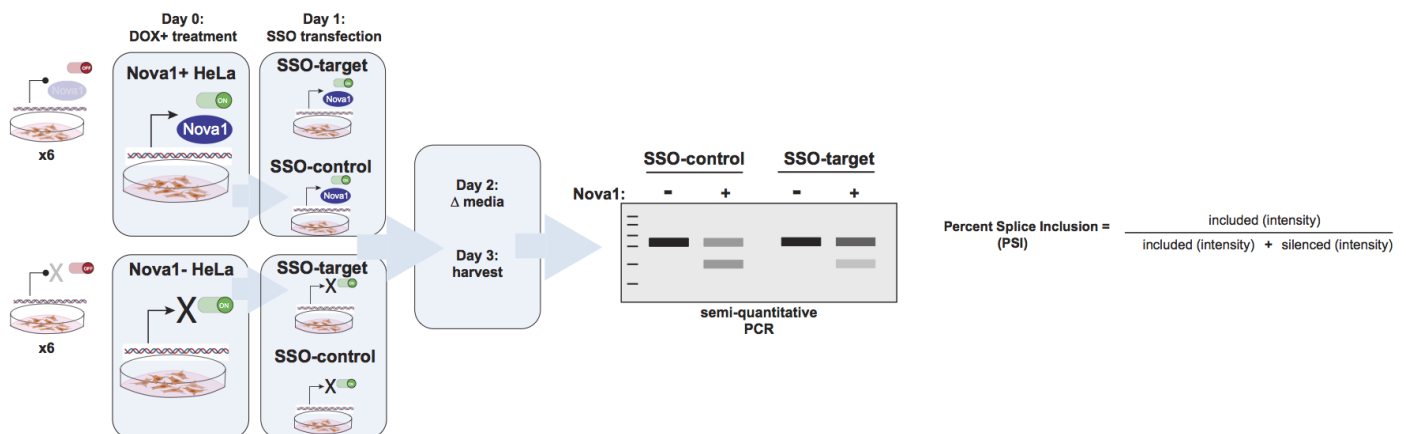 Day 0:
DOX+ treatment
Day 1:
SSO transfection
OFF
Nova1
x6
Nova1+ HeLa
ON
Nova1
SSO-target
ON
Nova1
SSO-control
ON
Nova1
OFF
X
x6
Nova1- HeLa
X
ON
SSO-target
X
ON
SSO-control
X
ON
Day 2:
Δ media
Day 3:
harvest
SSO-control
SSO-target
Nova1:
-
+
-
+
semi-quantitative
PCR
Percent Splice Inclusion =
(PSI)
included (intensity)
included (intensity) + silenced (intensity)